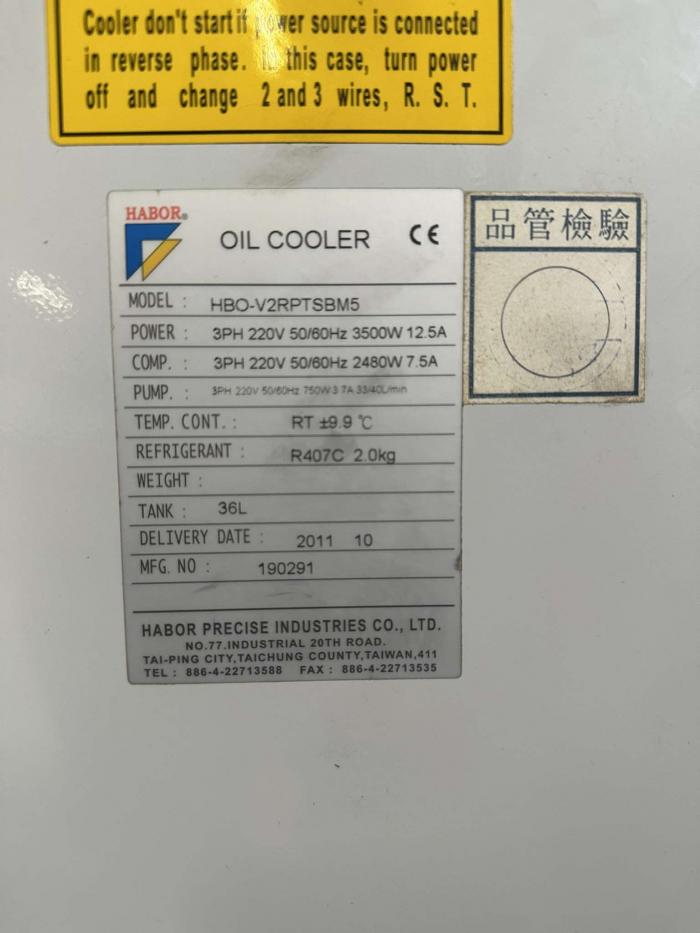 Cooler don't start if power source is connected
in reverse phase. In this case, turn power
off and change 2 and 3 wires, R. S. T.
HABOR®
OIL COOLER CE
品管檢驗
MODEL : HBO-V2RPTSBM5
POWER : 3PH 220V 50/60Hz 3500W 12.5A
COMP. : 3PH 220V 50/60Hz 2480W 7.5A
PUMP. : 3PH 220V 50/60Hz 750W 3 7A 33/40L/min
TEMP. CONT. : RT ±9.9 ℃
REFRIGERANT : R407C 2.0kg
WEIGHT :
TANK : 36L
DELIVERY DATE : 2011 10
MFG. NO : 190291
HABOR PRECISE INDUSTRIES CO., LTD.
NO.77.INDUSTRIAL 20TH ROAD.
TAI-PING CITY,TAICHUNG COUNTY,TAIWAN,411
TEL : 886-4-22713588 FAX : 886-4-22713535